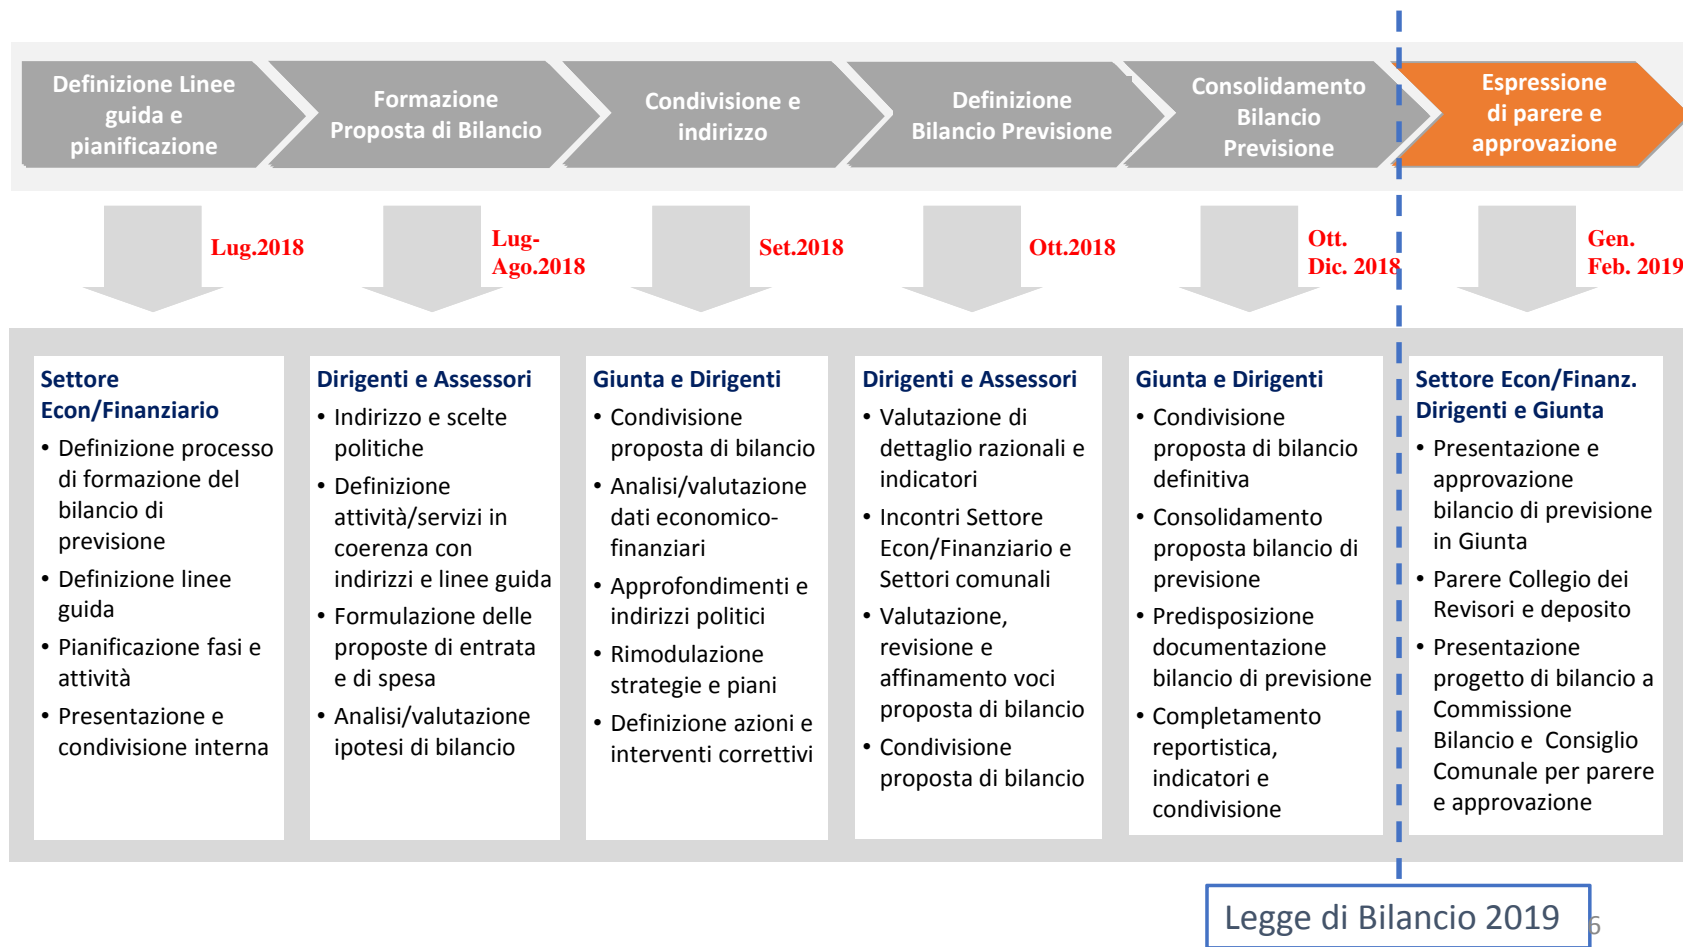 Definizione Linee
guida e
pianificazione
Formazione
Proposta di Bilancio
Condivisione e
indirizzo
Definizione
Bilancio Previsione
Consolidamento
Bilancio
Previsione
Espressione
di parere e
approvazione
Lug.2018
Lug-
Ago.2018
Set.2018
Ott.2018
Ott.
Dic. 2018
Gen.
Feb. 2019
Settore
Econ/Finanziario
• Definizione processo
di formazione del
bilancio di
previsione
• Definizione linee
guida
• Pianificazione fasi e
attività
• Presentazione e
condivisione interna
Dirigenti e Assessori
• Indirizzo e scelte
politiche
• Definizione
attività/servizi in
coerenza con
indirizzi e linee guida
• Formulazione delle
proposte di entrata
e di spesa
• Analisi/valutazione
ipotesi di bilancio
Giunta e Dirigenti
• Condivisione
proposta di bilancio
• Analisi/valutazione
dati economico-
finanziari
• Approfondimenti e
indirizzi politici
• Rimodulazione
strategie e piani
• Definizione azioni e
interventi correttivi
Dirigenti e Assessori
• Valutazione di
dettaglio razionali e
indicatori
• Incontri Settore
Econ/Finanziario e
Settori comunali
• Valutazione,
revisione e
affinamento voci
proposta di bilancio
• Condivisione
proposta di bilancio
Giunta e Dirigenti
• Condivisione
proposta di bilancio
definitiva
• Consolidamento
proposta bilancio di
previsione
• Predisposizione
documentazione
bilancio di previsione
• Completamento
reportistica,
indicatori e
condivisione
Settore Econ/Finanz.
Dirigenti e Giunta
• Presentazione e
approvazione
bilancio di previsione
in Giunta
• Parere Collegio dei
Revisori e deposito
• Presentazione
progetto di bilancio a
Commissione
Bilancio e Consiglio
Comunale per parere
e approvazione
Legge di Bilancio 2019
6